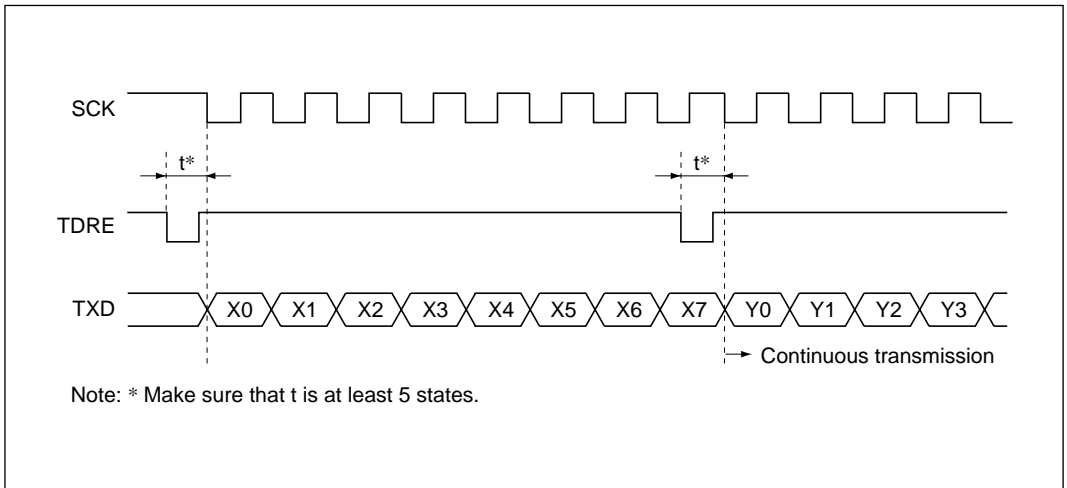 SCK
t* t*
TDRE
TXD X0 X1 X2 X3 X4 X5 X6 X7 Y0 Y1 Y2 Y3
Continuous transmission
Note: * Make sure that t is at least 5 states.